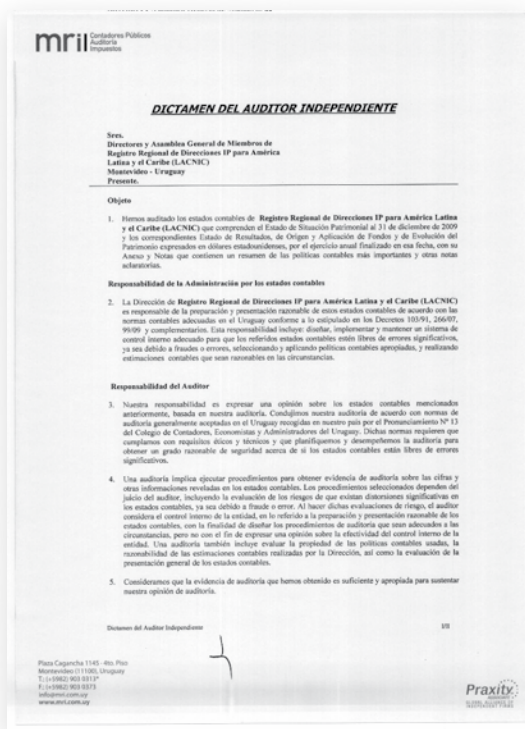 mril Contadores Públicos
Auditoría
Impuestos
DICTAMEN DEL AUDITOR INDEPENDIENTE
Sres.
Directores y Asamblea General de Miembros de
Registro Regional de Direcciones IP para América
Latina y el Caribe (LACNIC)
Montevideo - Uruguay
Presente.
Objeto
1. Hemos auditado los estados contables de Registro Regional de Direcciones IP para América Latina
y el Caribe (LACNIC) que comprenden el Estado de Situación Patrimonial al 31 de diciembre de 2009
y los correspondientes Estado de Resultados, de Origen y Aplicación de Fondos y de Evolución del
Patrimonio expresados en dólares estadounidenses, por el ejercicio anual finalizado en esa fecha, con su
Anexo y Notas que contienen un resumen de las políticas contables más importantes y otras notas
aclaratorias.
Responsabilidad de la Administración por los estados contables
2. La Dirección de Registro Regional de Direcciones IP para América Latina y el Caribe (LACNIC)
es responsable de la preparación y presentación razonable de estos estados contables de acuerdo con las
normas contables adecuadas en el Uruguay conforme a lo estipulado en los Decretos 103/91, 266/07,
99/09 y complementarios. Esta responsabilidad incluye: diseñar, implementar y mantener un sistema de
control interno adecuado para que los referidos estados contables estén libres de errores significativos,
ya sea debido a fraudes o errores, seleccionando y aplicando políticas contables apropiadas, y realizando
estimaciones contables que sean razonables en las circunstancias.
Responsabilidad del Auditor
3. Nuestra responsabilidad es expresar una opinión sobre los estados contables mencionados
anteriormente, basada en nuestra auditoría. Condujimos nuestra auditoría de acuerdo con normas de
auditoría generalmente aceptadas en el Uruguay recogidas en nuestro país por el Pronunciamiento Nº 13
del Colegio de Contadores, Economistas y Administradores del Uruguay. Dichas normas requieren que
cumplamos con requisitos éticos y técnicos y que planifiquemos y desempeñemos la auditoría para
obtener un grado razonable de seguridad acerca de si los estados contables están libres de errores
significativos.
4. Una auditoría implica ejecutar procedimientos para obtener evidencia de auditoría sobre las cifras y
otras informaciones reveladas en los estados contables. Los procedimientos seleccionados dependen del
juicio del auditor, incluyendo la evaluación de los riesgos de que existan distorsiones significativas en
los estados contables, ya sea debido a fraude o error. Al hacer dichas evaluaciones de riesgo, el auditor
considera el control interno de la entidad, en lo referido a la preparación y presentación razonable de los
estados contables, con la finalidad de diseñar los procedimientos de auditoría que sean adecuados a las
circunstancias, pero no con el fin de expresar una opinión sobre la efectividad del control interno de la
entidad. Una auditoría también incluye evaluar la propiedad de las políticas contables usadas, la
razonabilidad de las estimaciones contables realizadas por la Dirección, así como la evaluación de la
presentación general de los estados contables.
5. Consideramos que la evidencia de auditoría que hemos obtenido es suficiente y apropiada para sustentar
nuestra opinión de auditoría.
Dictamen del Auditor Independiente
Plaza Cagancha 1145 - 4to. Piso
Montevideo (11100), Uruguay
T.: (+5982) 903 0313*
F.: (+5982) 903 0373
info@mri.com.uy
www.mri.com.uy
Praxity
GLOBAL ALLIANCE OF
INDEPENDENT FIRMS